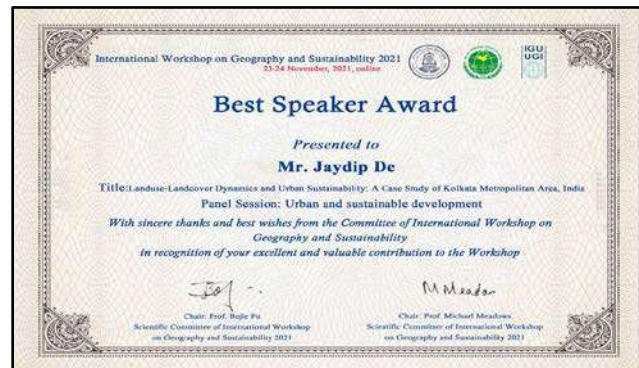 International Workshop on Geography and Sustainability 2021
23-24 November, 2021, online
IGU
UGI
Best Speaker Award
Presented to
Mr. Jaydip De
Title:Landuse-Landcover Dynamics and Urban Sustainability: A Case Study of Kolkata Metropolitan Area, India
Panel Session: Urban and sustainable development
With sincere thanks and best wishes from the Committee of International Workshop on
Geography and Sustainability
in recognition of your excellent and valuable contribution to the Workshop
M Meadows
Chair: Prof. Bojie Fu
Scientific Committee of International Workshop
on Geography and Sustainability 2021
Chair: Prof. Michael Meadows
Scientific Committee of International Workshop
on Geography and Sustainability 2021